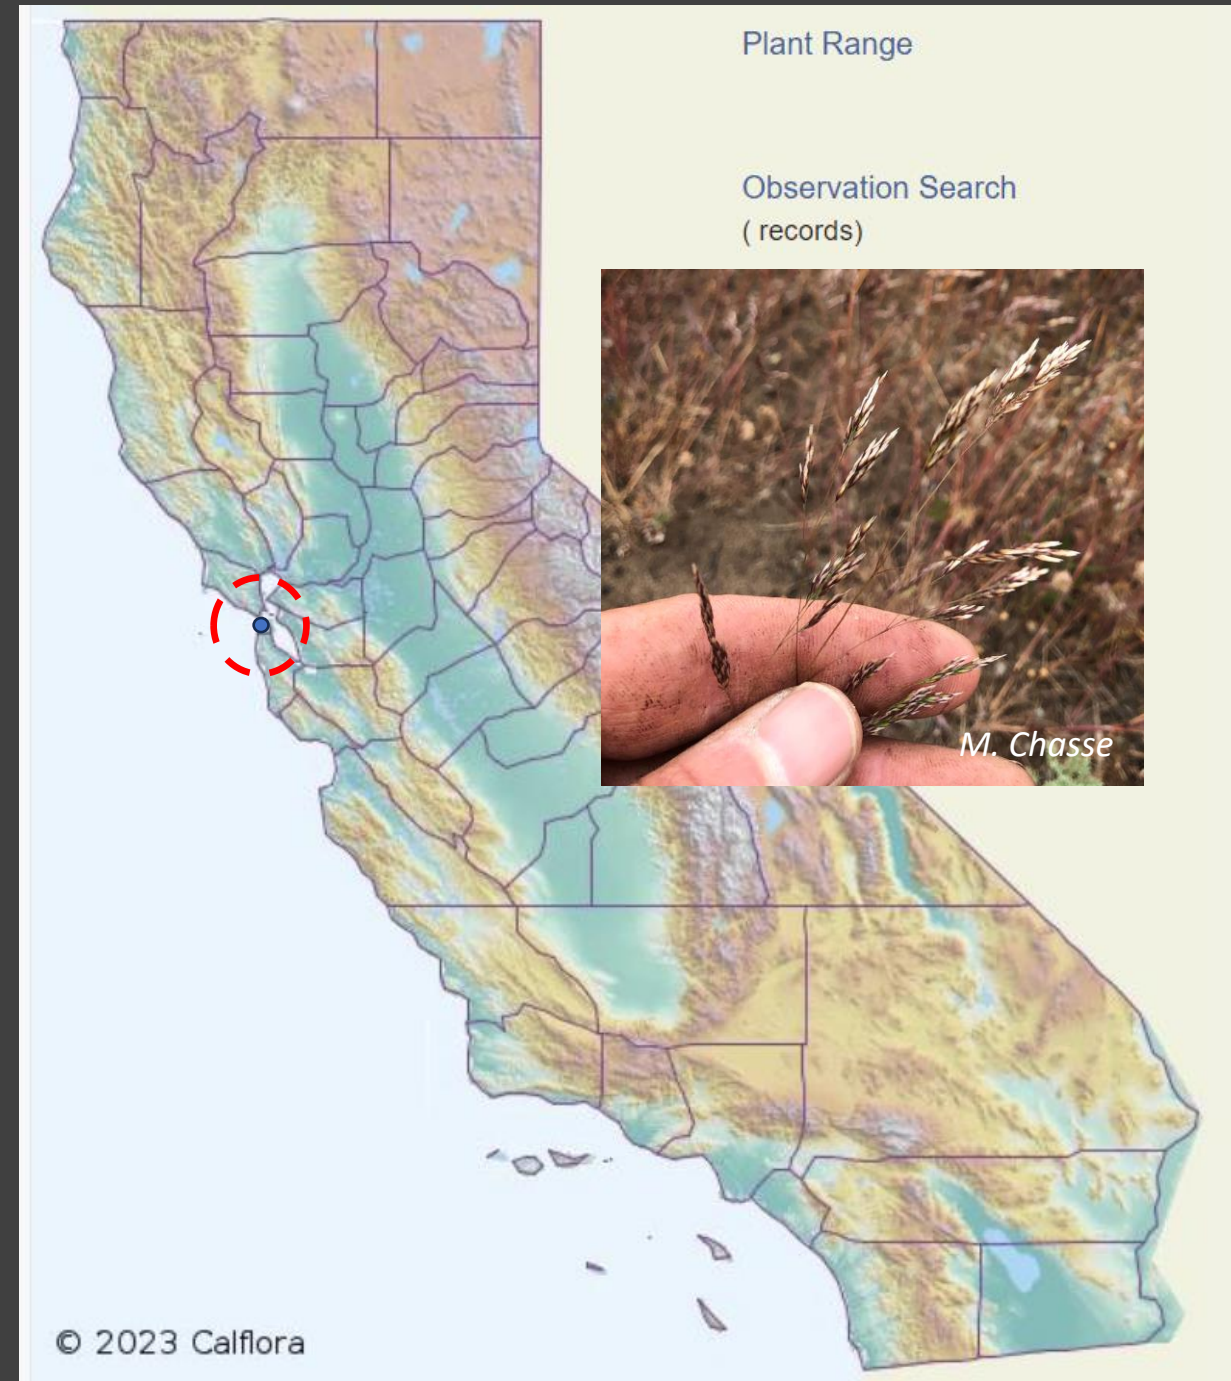 Plant Range
Observation Search
( records)
M. Chasse
© 2023 Calflora